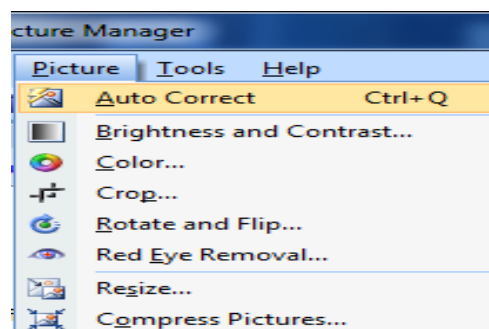 cture Manager
Picture Tools Help
Auto Correct Ctrl+Q
Brightness and Contrast...
Color...
Crop...
Rotate and Flip...
Red Eye Removal...
Resize...
Compress Pictures...